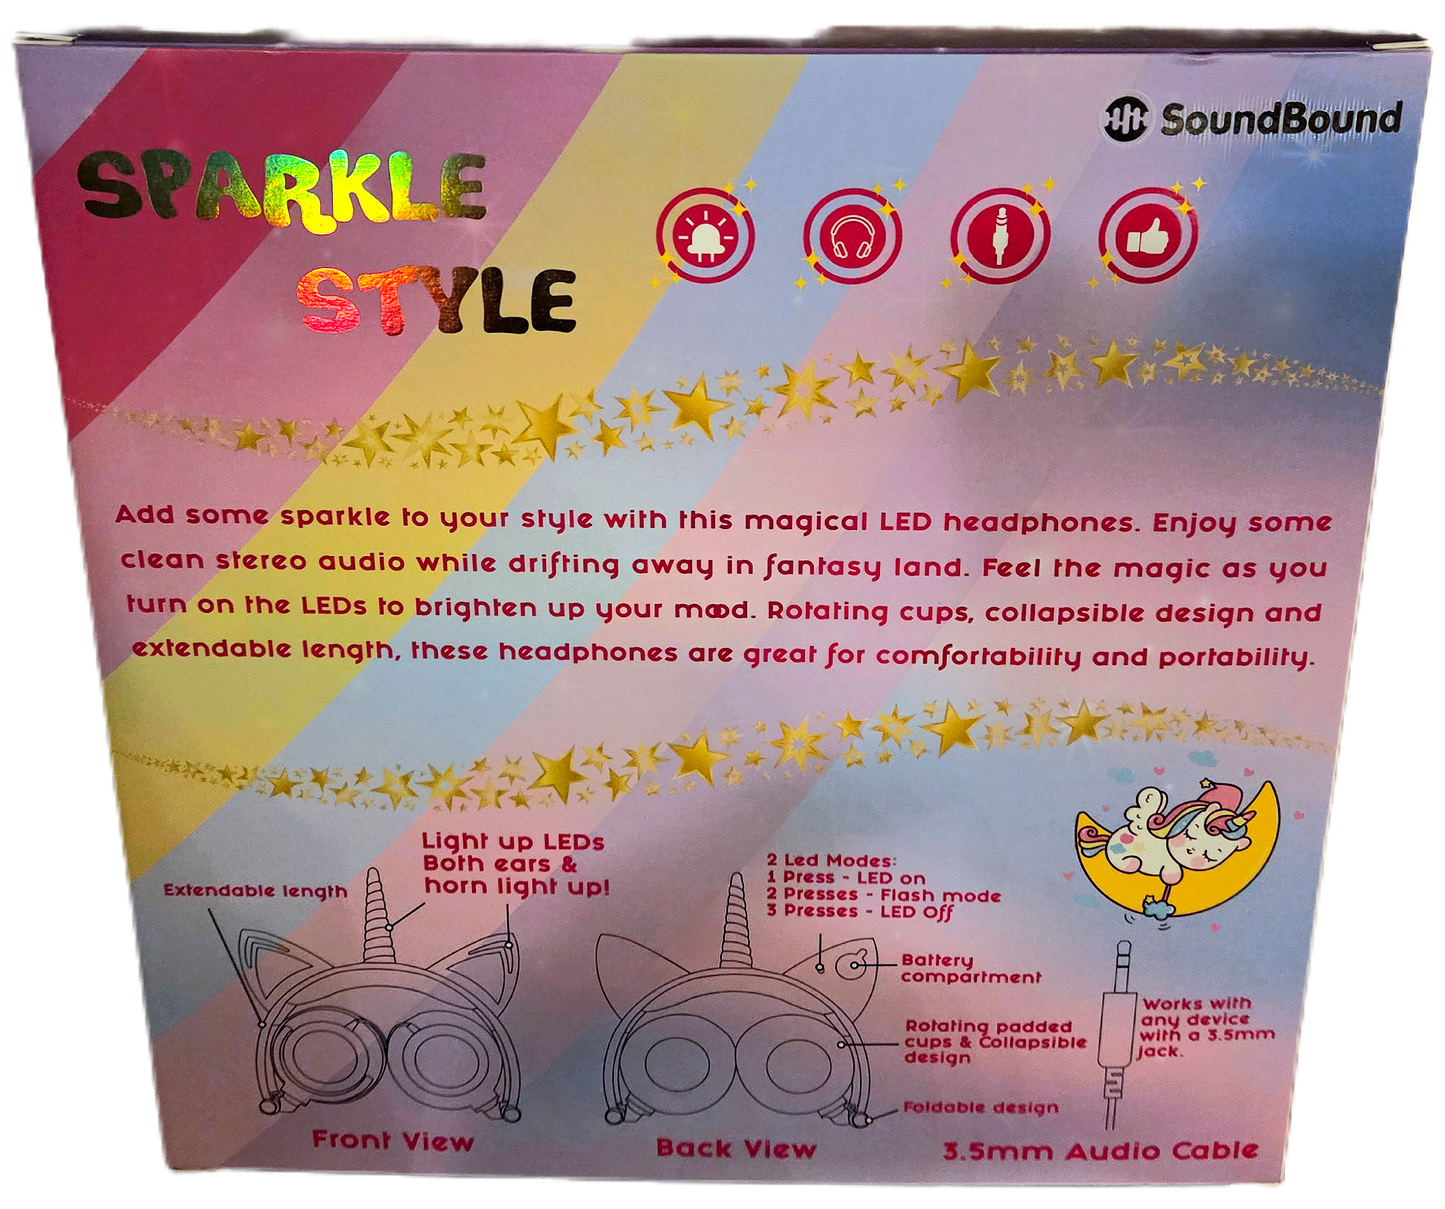 SoundBound
SPARKLE
STYLE
Add some sparkle to your style with this magical LED headphones. Enjoy some
clean stereo audio while drifting away in fantasy land. Feel the magic as you
turn on the LEDs to brighten up your mood. Rotating cups, collapsible design and
extendable length, these headphones are great for comfortability and portability.
Extendable length
Light up LEDs
Both ears &
horn light up!
2 Led Modes:
1 Press - LED on
2 Presses - Flash mode
3 Presses - LED Off
Battery
compartment
Rotating padded
cups & Collapsible
design
Foldable design
Works with
any device
with a 3.5mm
jack.
Front View
Back View
3.5mm Audio Cable